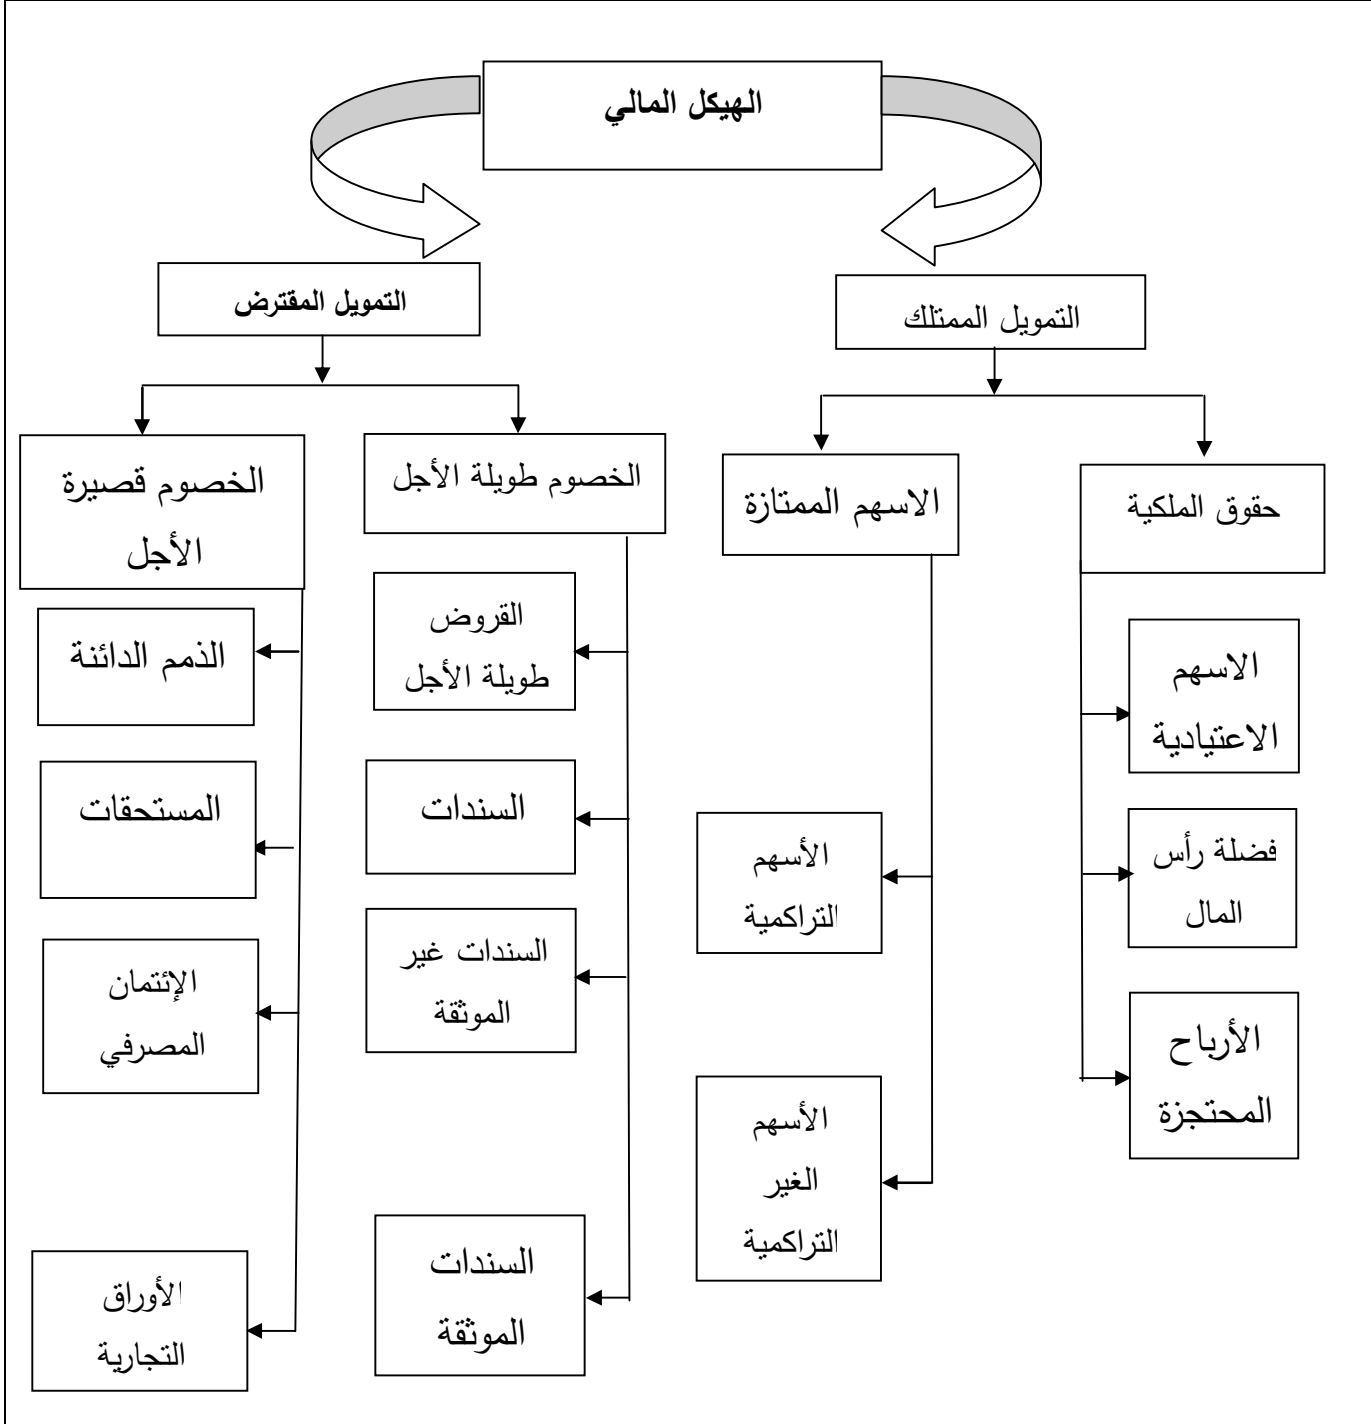 الهيكل المالي
التمويل الممتلك
التمويل المقترض
حقوق الملكية
الاسهم
الاعتيادية
فضلة رأس
المال
الأرباح
المحتجزة
الاسهم الممتازة
الأسهم
التراكمية
الأسهم
الغير
التراكمية
الخصوم طويلة الأجل
القروض
طويلة الأجل
السندات
السندات غير
الموثقة
السندات
الموثقة
الخصوم قصيرة
الأجل
الذمم الدائنة
المستحقات
الإئتمان
المصرفي
الأوراق
التجارية